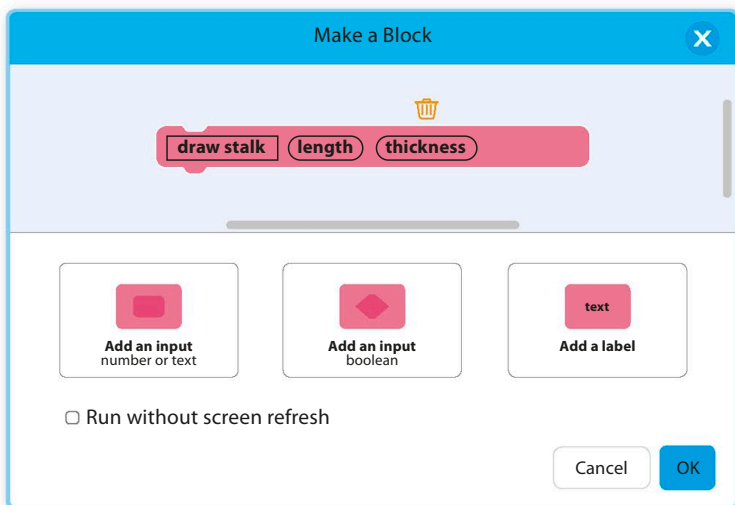 Make a Block
X
draw stalk length thickness
text
Add an input
number or text
Add an input
boolean
Add a label
Run without screen refresh
Cancel OK